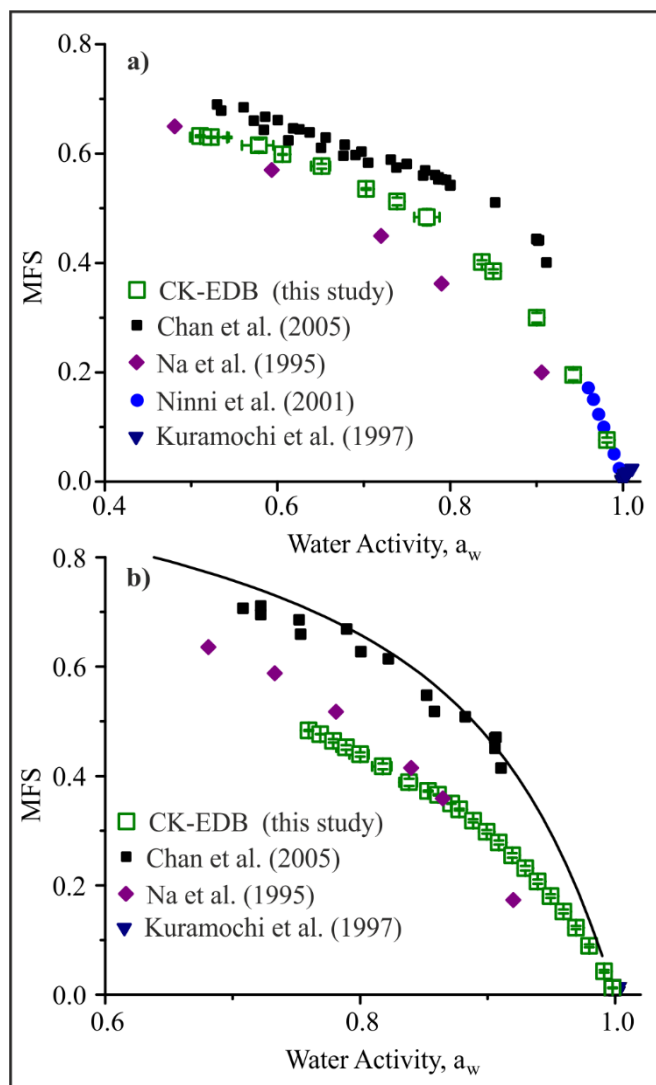 0.8
a)
0.6
MFS
0.4
CK-EDB (this study)
Chan et al. (2005)
0.2
Na et al. (1995)
Ninni et al. (2001)
Kuramochi et al. (1997)
0.0
0.4 0.6 0.8 1.0
Water Activity, a_w
0.8
b)
0.6
MFS
0.4
CK-EDB (this study)
Chan et al. (2005)
0.2
Na et al. (1995)
Kuramochi et al. (1997)
0.0
0.6 0.8 1.0
Water Activity, a_w